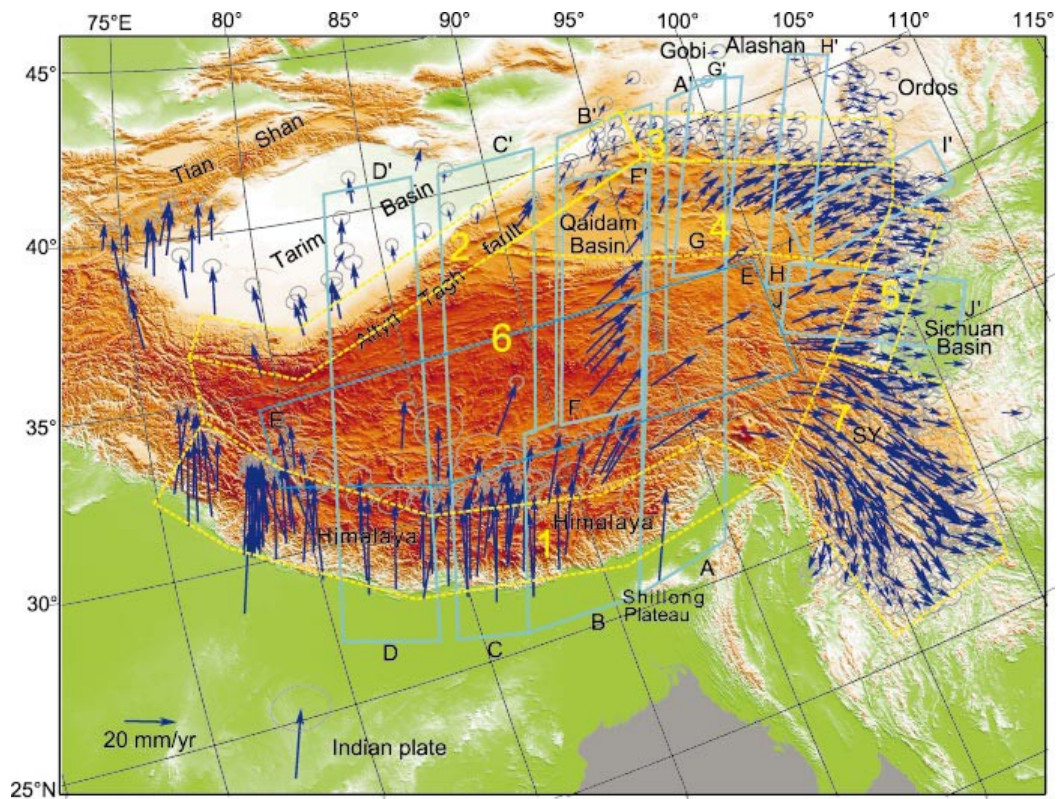 75°E
80°
85°
90°
95°
100°
105°
110°
115°
45°
40°
35°
30°
25°N
Gobi
Alashan
H'
A'
G'
Ordos
B'
3
I'
Tian
Shan
C'
D'
F'
Tarim
Basin
2
fault
Tagh
Altyn
Qaidam
Basin
4
G
I
E
H
J
5
J'
Sichuan
Basin
6
E
F
7
SY
Himalaya
Himalaya
1
A
Shillong
Plateau
B
C
D
20 mm/yr
Indian plate